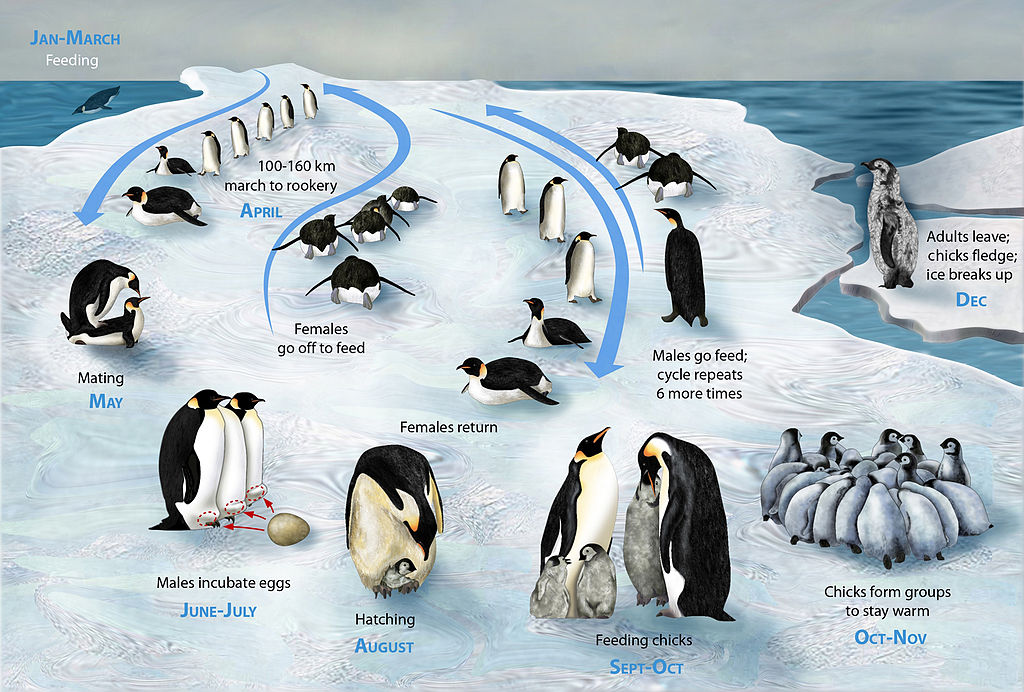 Jan-March
Feeding
100-160 km
march to rookery
April
Mating
May
Females
go off to feed
Males incubate eggs
June-July
Females return
Hatching
August
Males go feed;
cycle repeats
6 more times
Feeding chicks
Sept-Oct
Chicks form groups
to stay warm
Oct-Nov
Adults leave;
chicks fledge;
ice breaks up
Dec